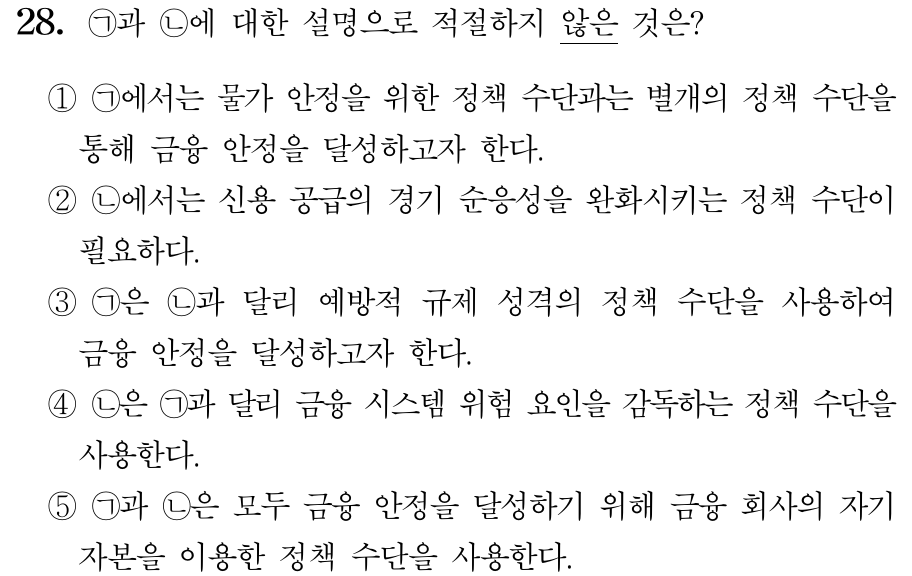 28. ㉠과 ㉡에 대한 설명으로 적절하지 않은 것은?
① ㉠에서는 물가 안정을 위한 정책 수단과는 별개의 정책 수단을
통해 금융 안정을 달성하고자 한다.
② ㉡에서는 신용 공급의 경기 순응성을 완화시키는 정책 수단이
필요하다.
③ ㉠은 ㉡과 달리 예방적 규제 성격의 정책 수단을 사용하여
금융 안정을 달성하고자 한다.
④ ㉡은 ㉠과 달리 금융 시스템 위험 요인을 감독하는 정책 수단을
사용한다.
⑤ ㉠과 ㉡은 모두 금융 안정을 달성하기 위해 금융 회사의 자기
자본을 이용한 정책 수단을 사용한다.